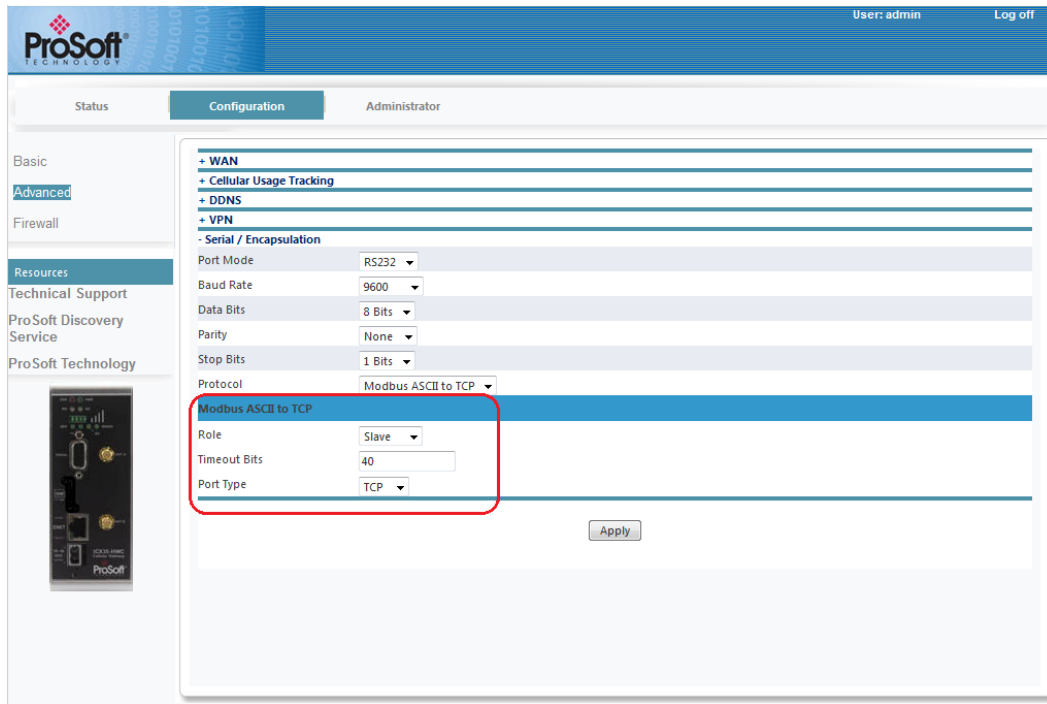 User: admin Log off
ProSoft
TECHNOLOGY
Status Configuration Administrator
Basic
Advanced
Firewall
Resources
Technical Support
ProSoft Discovery
Service
ProSoft Technology
+ WAN
+ Cellular Usage Tracking
+ DDNS
+ VPN
- Serial / Encapsulation
Port Mode RS232
Baud Rate 9600
Data Bits 8 Bits
Parity None
Stop Bits 1 Bits
Protocol Modbus ASCII to TCP
Modbus ASCII to TCP
Role Slave
Timeout Bits 40
Port Type TCP
Apply
ProSoft